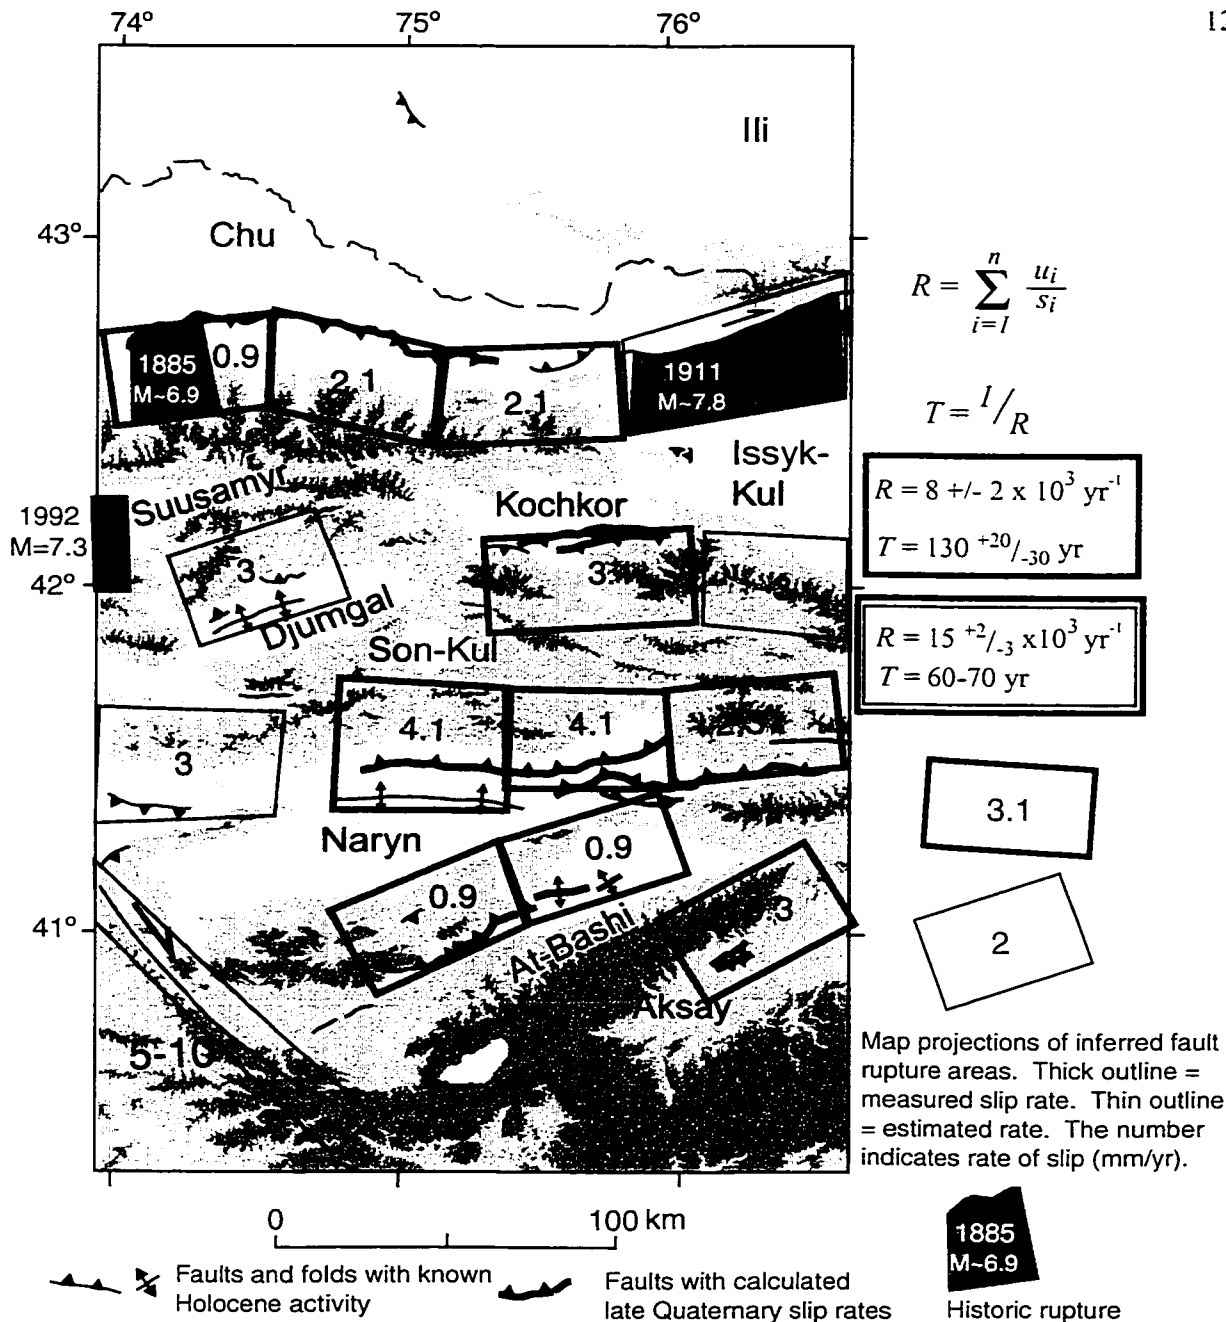 74° 75° 76°
Ili
43°
Chu
R = n∑i=1 ui/si
1885
M~6.9
0.9
2.1
2.1
1911
M~7.8
T = 1/R
Issyk-
Kul
Suusamyr
Kochkor
R = 8 +/- 2 x 10³ yr⁻¹
T = 130 ⁺²⁰/₋₃₀ yr
1992
M=7.3
42°
3
3
Djumgal
Son-Kul
R = 15 ⁺²/₋₃ x10³ yr⁻¹
T = 60-70 yr
4.1
4.1
3
3.1
Naryn
0.9
0.9
3
41°
At-Bashi
2
Aksay
5-10
Map projections of inferred fault
rupture areas. Thick outline =
measured slip rate. Thin outline
= estimated rate. The number
indicates rate of slip (mm/yr).
0 100 km
1885
M~6.9
Faults and folds with known
Holocene activity
Faults with calculated
late Quaternary slip rates
Historic rupture